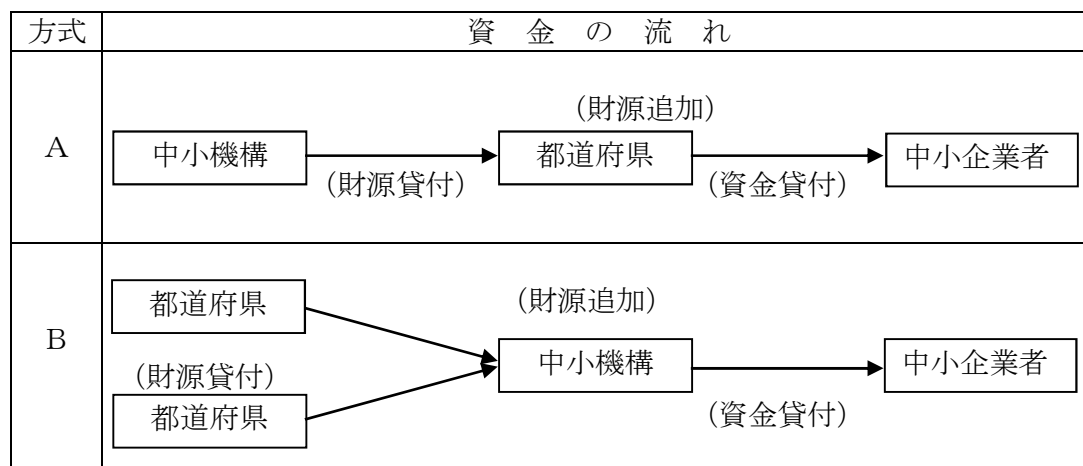 方式
資金の流れ
A
(財源追加)
中小機構
都道府県
中小企業者
(財源貸付)
(資金貸付)
B
都道府県
(財源追加)
中小機構
中小企業者
(財源貸付)
都道府県
(資金貸付)